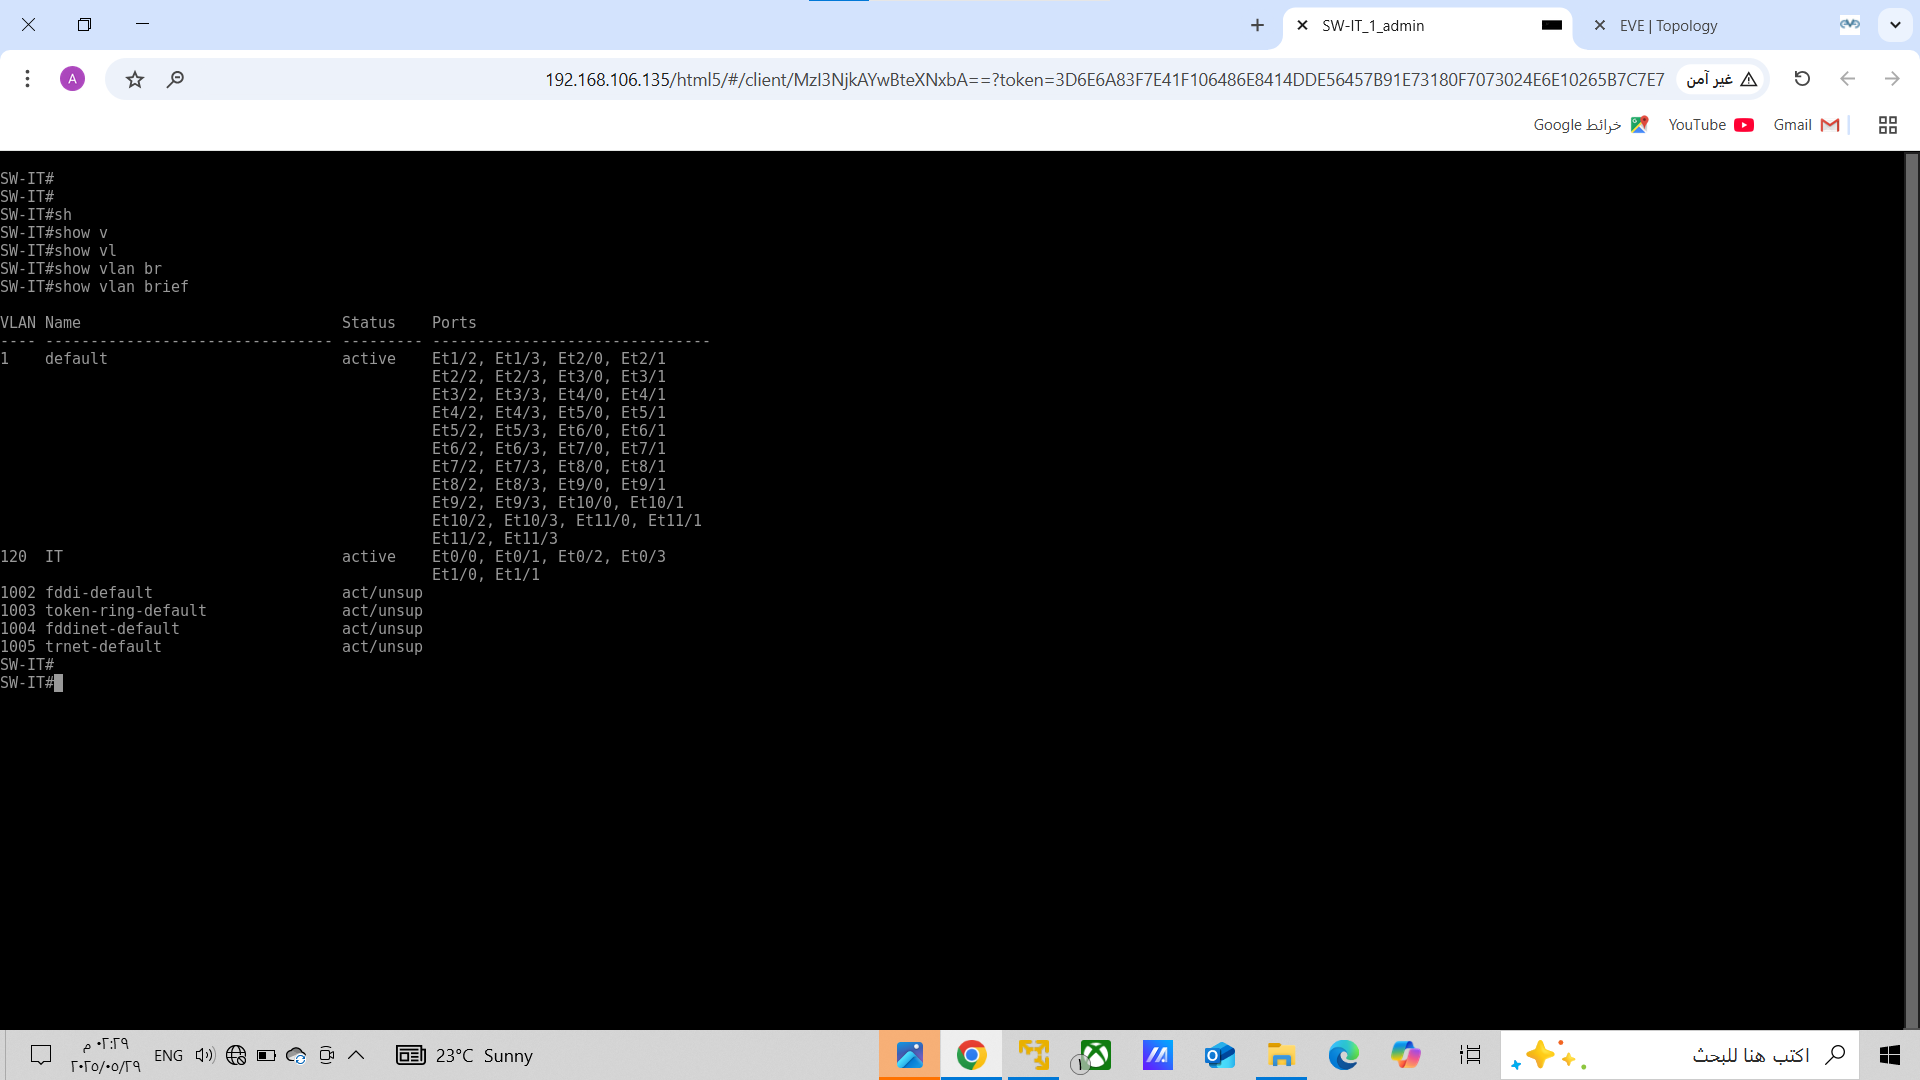 SW-IT_1_admin
EVE | Topology
A
192.168.106.135/html5/#/client/MzI3NjkAYwBteXNxbA==?token=3D6E6A83F7E41F106486E8414DDE56457B91E73180F7073024E6E10265B7C7E7
غير آمن
خرائط Google
YouTube
Gmail
SW-IT#
SW-IT#
SW-IT#sh
SW-IT#show v
SW-IT#show vl
SW-IT#show vlan br
SW-IT#show vlan brief
VLAN Name                             Status    Ports
---- -------------------------------- --------- -------------------------------
1    default                          active    Et1/2, Et1/3, Et2/0, Et2/1
                                                Et2/2, Et2/3, Et3/0, Et3/1
                                                Et3/2, Et3/3, Et4/0, Et4/1
                                                Et4/2, Et4/3, Et5/0, Et5/1
                                                Et5/2, Et5/3, Et6/0, Et6/1
                                                Et6/2, Et6/3, Et7/0, Et7/1
                                                Et7/2, Et7/3, Et8/0, Et8/1
                                                Et8/2, Et8/3, Et9/0, Et9/1
                                                Et9/2, Et9/3, Et10/0, Et10/1
                                                Et10/2, Et10/3, Et11/0, Et11/1
                                                Et11/2, Et11/3
120  IT                               active    Et0/0, Et0/1, Et0/2, Et0/3
                                                Et1/0, Et1/1
1002 fddi-default                     act/unsup
1003 token-ring-default               act/unsup
1004 fddinet-default                  act/unsup
1005 trnet-default                    act/unsup
SW-IT#
SW-IT#
٠٢:٢٩ م
٢٠٢٥/٠٥/٢٩
ENG
23°C Sunny
١
اكتب هنا للبحث